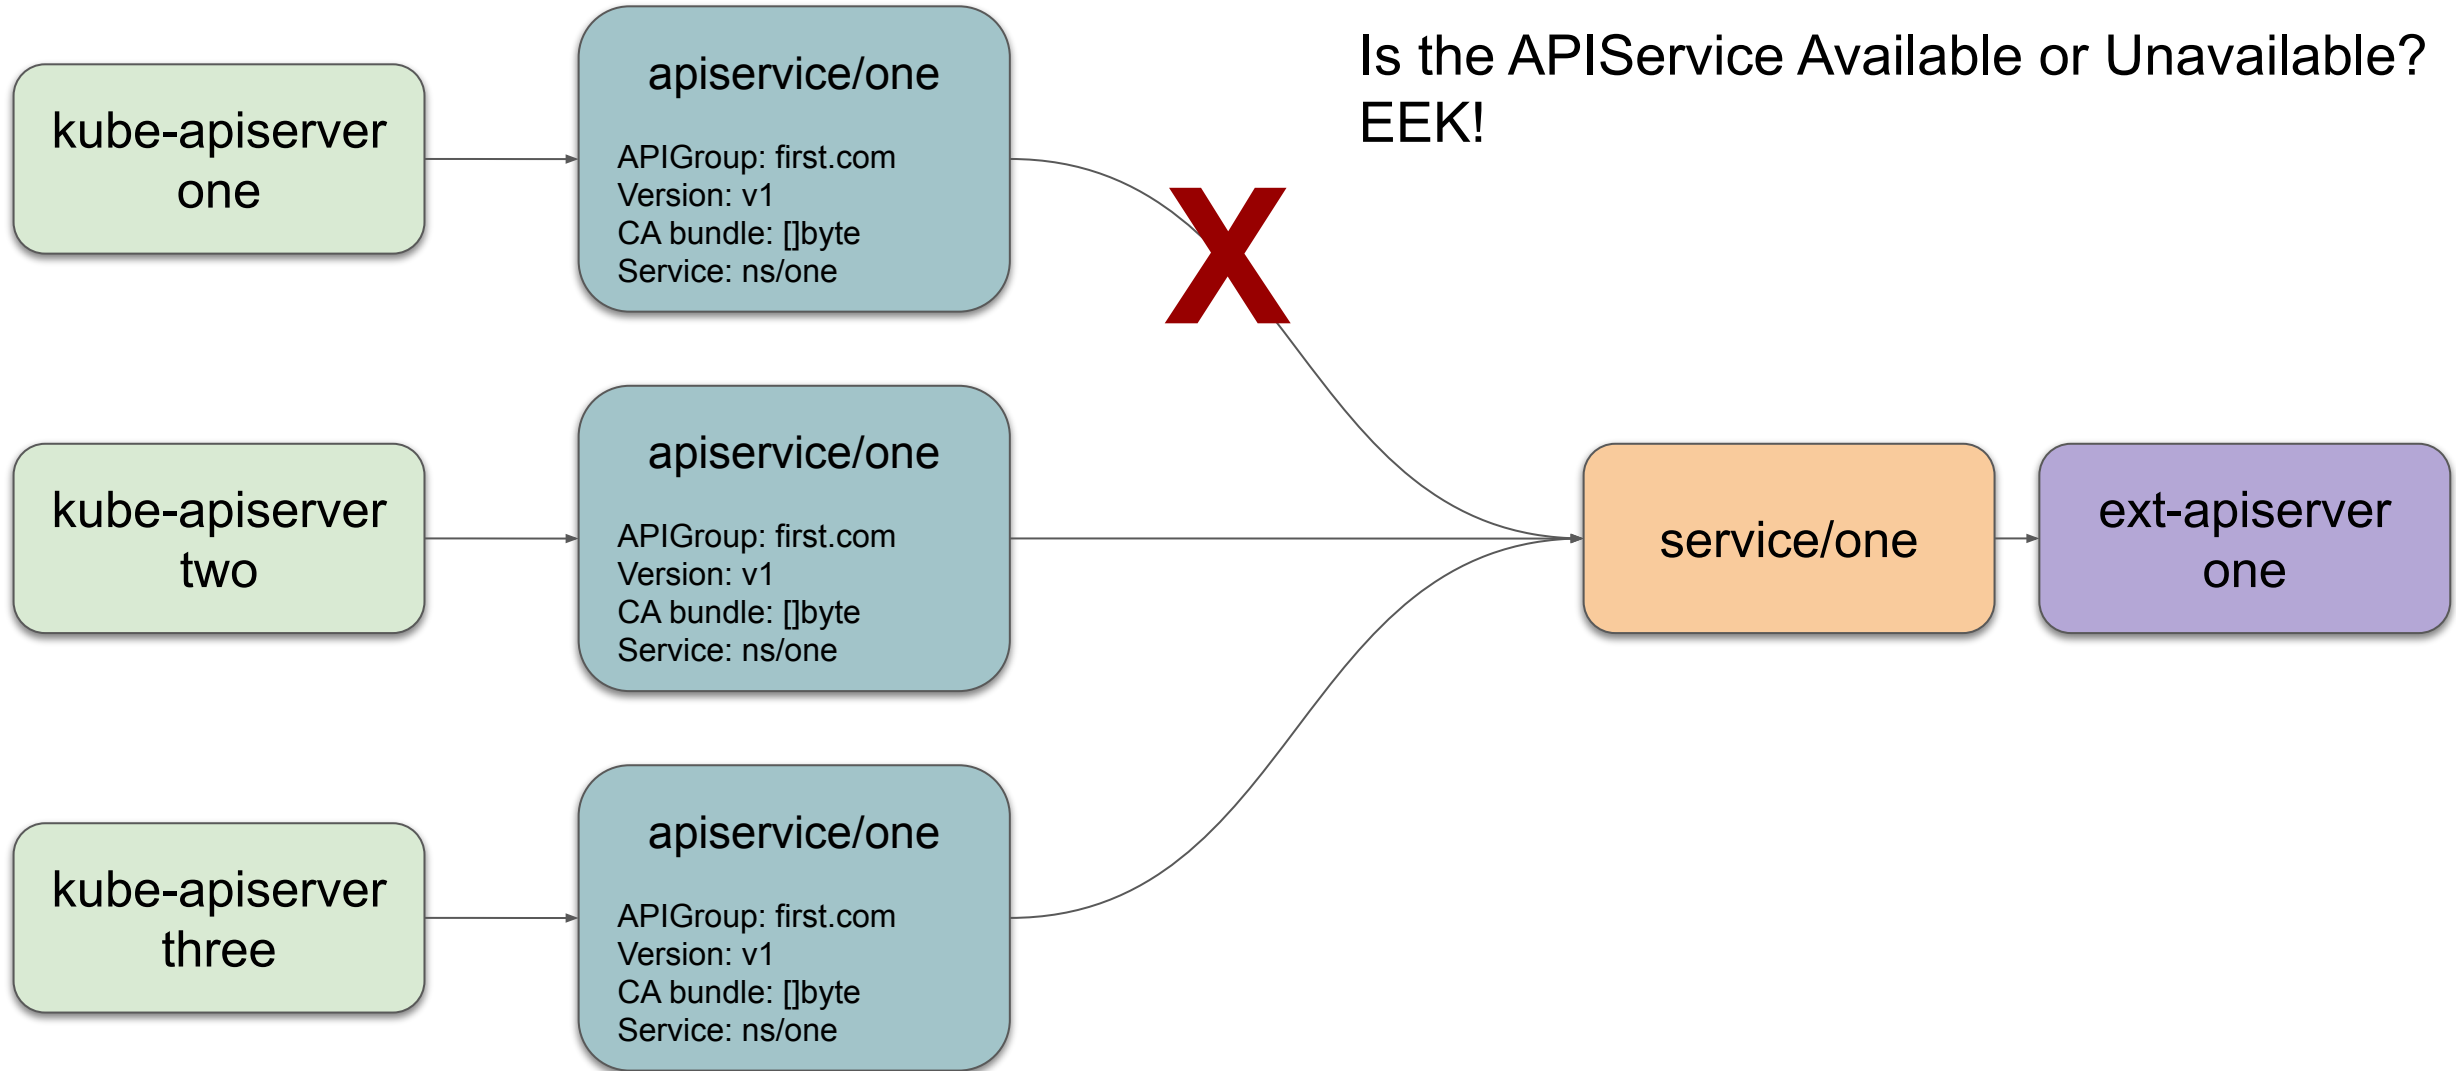 Is the APIService Available or Unavailable?
EEK!
kube-apiserver
one
apiservice/one
APIGroup: first.com
Version: v1
CA bundle: []byte
Service: ns/one
X
kube-apiserver
two
apiservice/one
APIGroup: first.com
Version: v1
CA bundle: []byte
Service: ns/one
service/one
ext-apiserver
one
kube-apiserver
three
apiservice/one
APIGroup: first.com
Version: v1
CA bundle: []byte
Service: ns/one